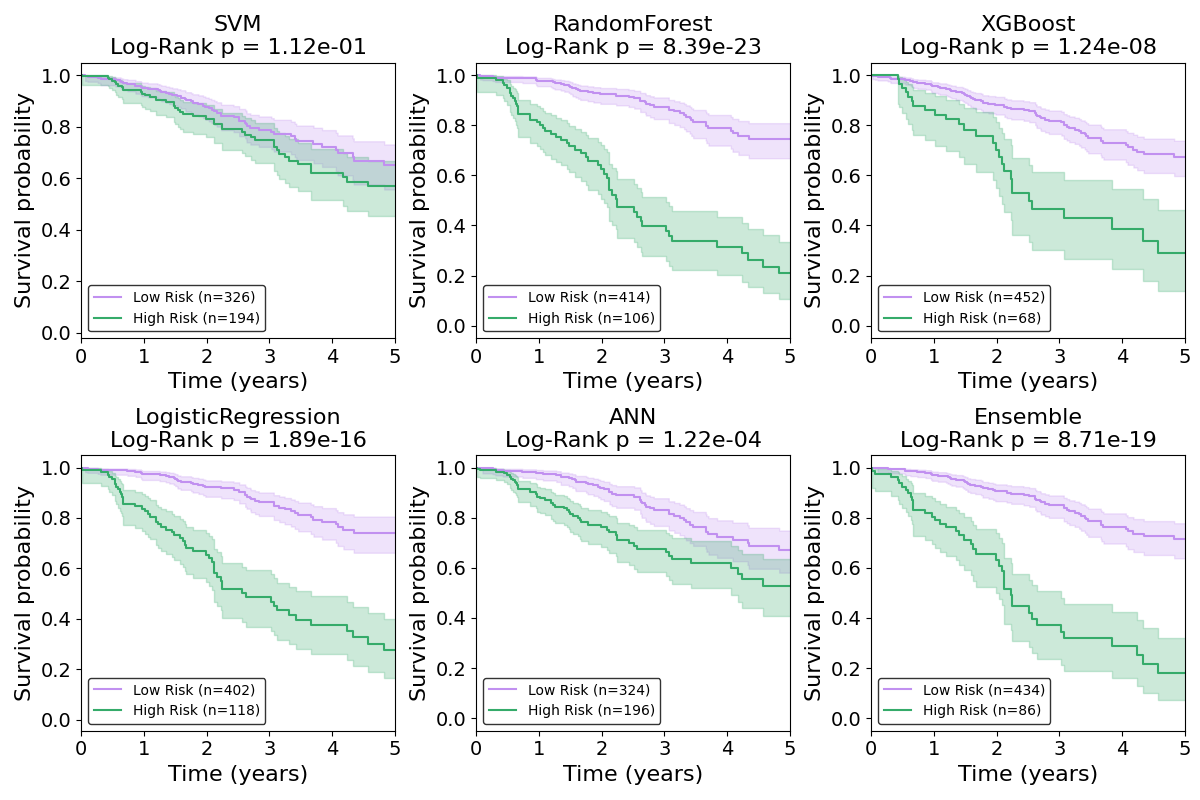 SVM
Log-Rank p = 1.12e-01
Survival probability
1.0
0.8
0.6
0.4
0.2
0.0
Low Risk (n=326)
High Risk (n=194)
0 1 2 3 4 5
Time (years)
RandomForest
Log-Rank p = 8.39e-23
Survival probability
1.0
0.8
0.6
0.4
0.2
0.0
Low Risk (n=414)
High Risk (n=106)
0 1 2 3 4 5
Time (years)
XGBoost
Log-Rank p = 1.24e-08
Survival probability
1.0
0.8
0.6
0.4
0.2
0.0
Low Risk (n=452)
High Risk (n=68)
0 1 2 3 4 5
Time (years)
LogisticRegression
Log-Rank p = 1.89e-16
Survival probability
1.0
0.8
0.6
0.4
0.2
0.0
Low Risk (n=402)
High Risk (n=118)
0 1 2 3 4 5
Time (years)
ANN
Log-Rank p = 1.22e-04
Survival probability
1.0
0.8
0.6
0.4
0.2
0.0
Low Risk (n=324)
High Risk (n=196)
0 1 2 3 4 5
Time (years)
Ensemble
Log-Rank p = 8.71e-19
Survival probability
1.0
0.8
0.6
0.4
0.2
0.0
Low Risk (n=434)
High Risk (n=86)
0 1 2 3 4 5
Time (years)